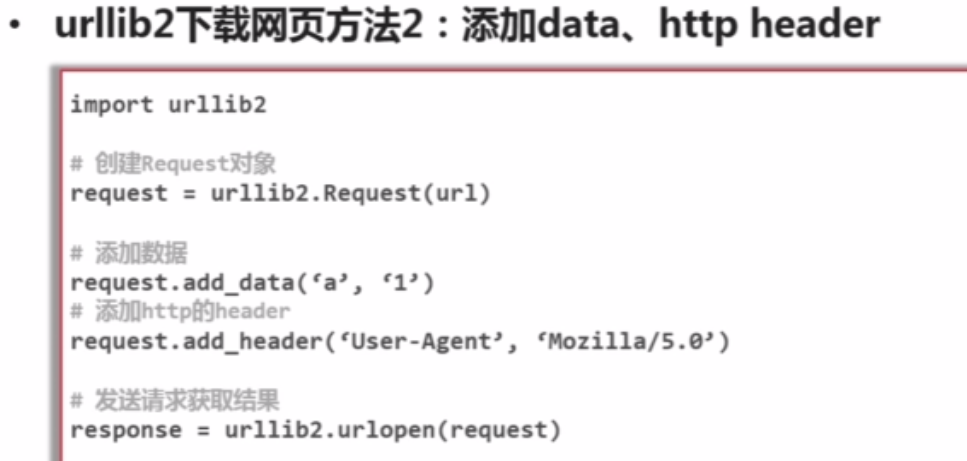 • urllib2下载网页方法2：添加data、http header
import urllib2
# 创建Request对象
request = urllib2.Request(url)
# 添加数据
request.add_data(‘a’, ‘1’)
# 添加http的header
request.add_header(‘User-Agent’, ‘Mozilla/5.0’)
# 发送请求获取结果
response = urllib2.urlopen(request)